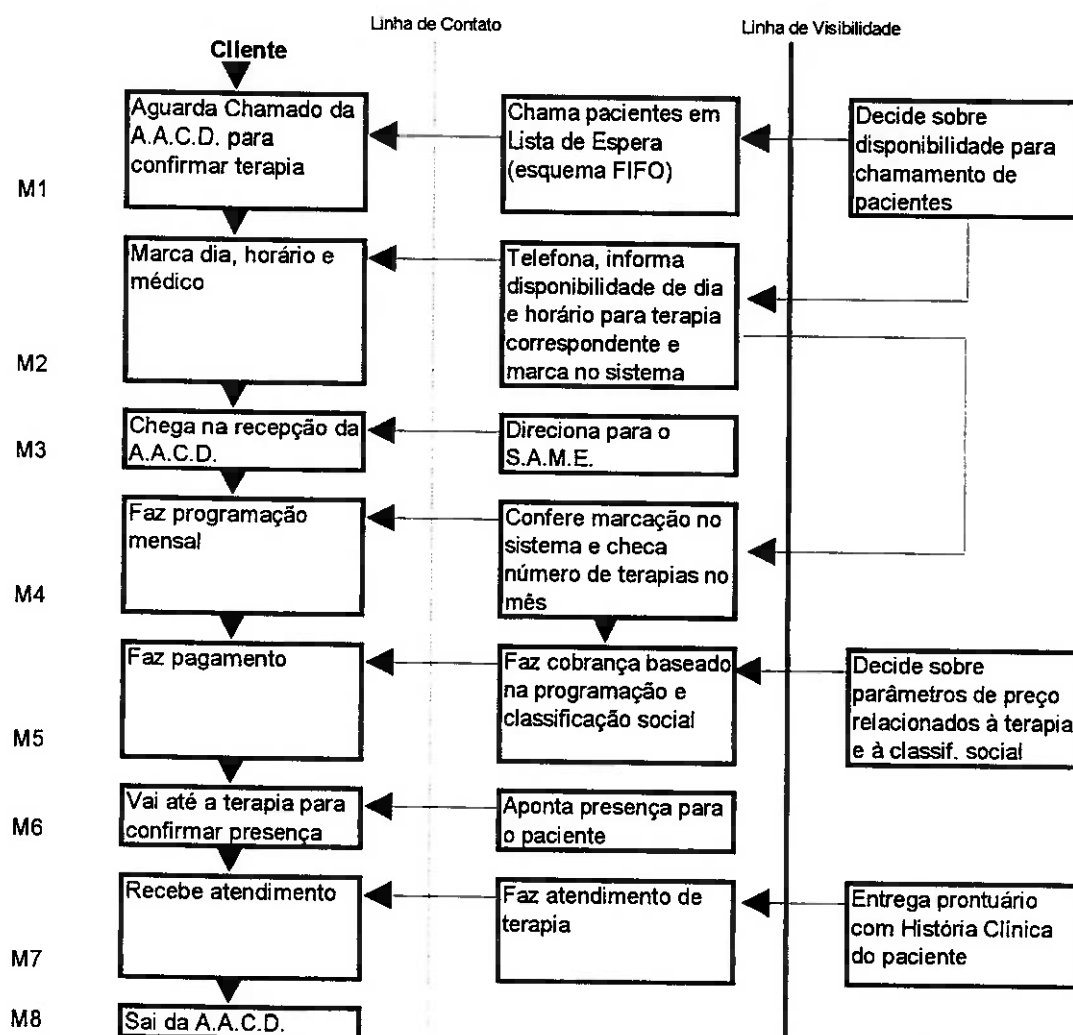 Linha de Contato
Linha de Visibilidade
Cliente
Aguarda Chamado da
A.A.C.D. para
confirmar terapia
Chama pacientes em
Lista de Espera
(esquema FIFO)
Decide sobre
disponibilidade para
chamamento de
pacientes
M1
Marca dia, horário e
médico
Telefona, informa
disponibilidade de dia
e horário para terapia
correspondente e
marca no sistema
M2
Chega na recepção da
A.A.C.D.
Direciona para o
S.A.M.E.
M3
Faz programação
mensal
Confere marcação no
sistema e checa
número de terapias no
mês
M4
Faz pagamento
Faz cobrança baseado
na programação e
classificação social
Decide sobre
parâmetros de preço
relacionados à terapia
e à classif. social
M5
Vai até a terapia para
confirmar presença
Aponta presença para
o paciente
M6
Recebe atendimento
Faz atendimento de
terapia
Entrega prontuário
com História Clínica
do paciente
M7
Sai da A.A.C.D.
M8